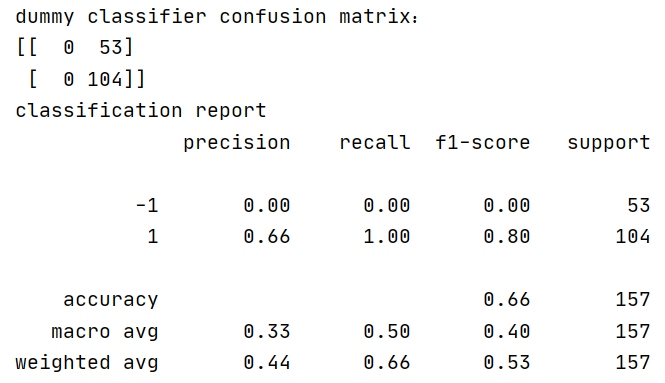 dummy classifier confusion matrix：
[[  0  53]
 [  0 104]]
classification report
              precision    recall  f1-score   support

          -1       0.00      0.00      0.00        53
           1       0.66      1.00      0.80       104

    accuracy                           0.66       157
   macro avg       0.33      0.50      0.40       157
weighted avg       0.44      0.66      0.53       157